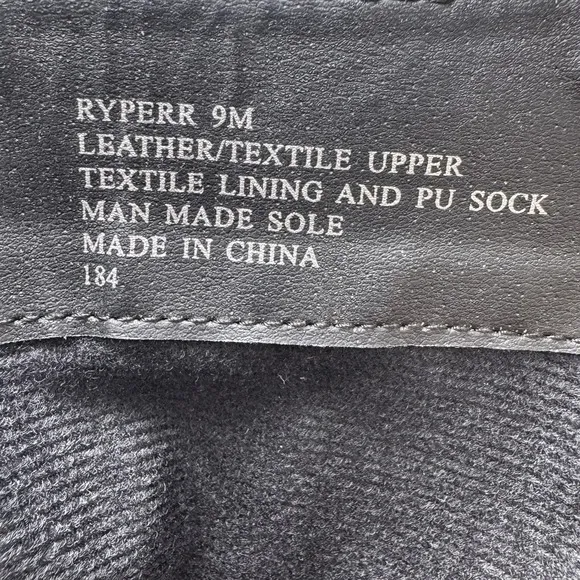 RYPERR 9M
LEATHER/TEXTILE UPPER
TEXTILE LINING AND PU SOCK
MAN MADE SOLE
MADE IN CHINA
184